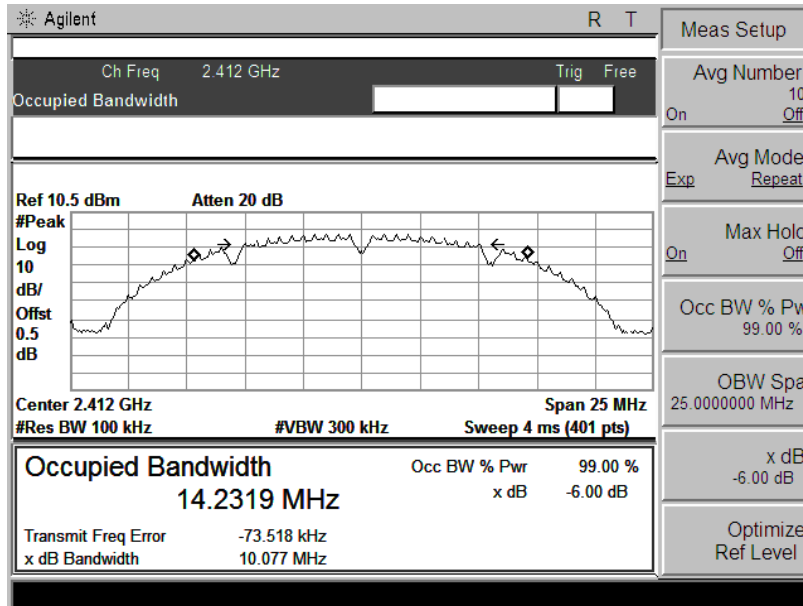 Agilent R T
Ch Freq 2.412 GHz Trig Free
Occupied Bandwidth
Ref 10.5 dBm Atten 20 dB
#Peak
Log
10
dB/
Offst
0.5
dB
Center 2.412 GHz Span 25 MHz
#Res BW 100 kHz #VBW 300 kHz Sweep 4 ms (401 pts)
Occupied Bandwidth
14.2319 MHz
Occ BW % Pwr 99.00 %
x dB -6.00 dB
Transmit Freq Error -73.518 kHz
x dB Bandwidth 10.077 MHz
Meas Setup
Avg Number
10
On Off
Avg Mode
Exp Repeat
Max Hold
On Off
Occ BW % Pw
99.00 %
OBW Spa
25.0000000 MHz
x dB
-6.00 dB
Optimize
Ref Level